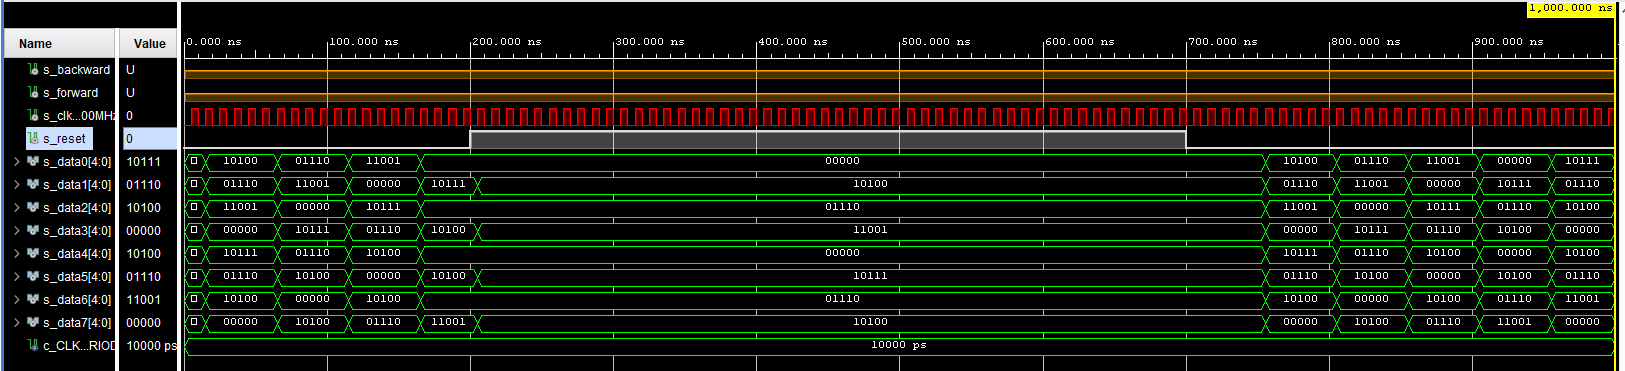 1,000.000 ns
Name Value 0.000 ns 100.000 ns 200.000 ns 300.000 ns 400.000 ns 500.000 ns 600.000 ns 700.000 ns 800.000 ns 900.000 ns
s_backward U
s_forward U
s_clk...00MHz 0
s_reset 0
s_data0[4:0] 10111 10100 01110 11001 00000 10100 01110 11001 00000 10111
s_data1[4:0] 01110 01110 11001 00000 10111 10100 01110 11001 00000 10111 01110
s_data2[4:0] 10100 11001 00000 10111 01110 11001 00000 10111 01110 10100
s_data3[4:0] 00000 00000 10111 01110 10100 11001 00000 10111 01110 10100 00000
s_data4[4:0] 10100 10111 01110 10100 00000 10111 01110 10100 00000 10100
s_data5[4:0] 01110 01110 10100 00000 10100 10111 01110 10100 00000 10100 01110
s_data6[4:0] 11001 10100 00000 10100 01110 10100 00000 10100 01110 11001
s_data7[4:0] 00000 00000 10100 01110 11001 10100 00000 10100 01110 11001 00000
c_CLK...RIOD 10000 ps 10000 ps